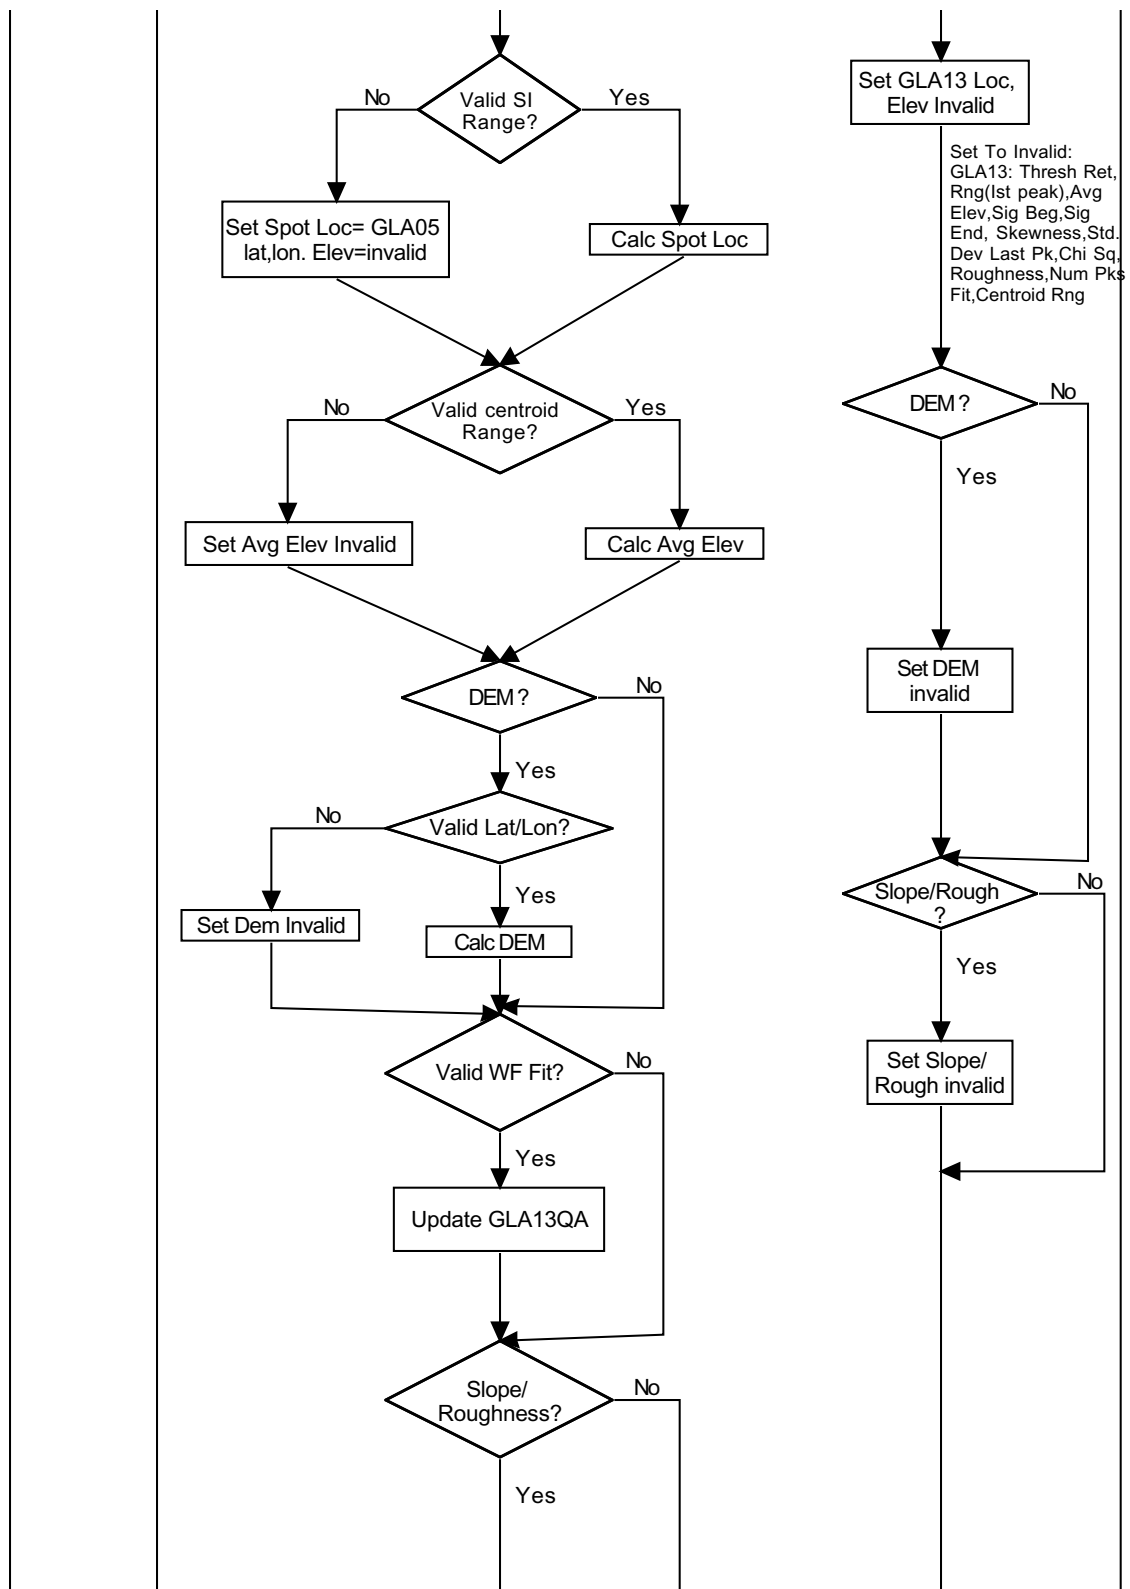 No
Valid SI
Range?
Yes
Set Spot Loc= GLA05
lat,lon. Elev=invalid
Calc Spot Loc
No
Valid centroid
Range?
Yes
Set Avg Elev Invalid
Calc Avg Elev
DEM?
No
Yes
No
Valid Lat/Lon?
Yes
Set Dem Invalid
Calc DEM
Valid WF Fit?
No
Yes
Update GLA13QA
Slope/
Roughness?
No
Yes
Set GLA13 Loc,
Elev Invalid
Set To Invalid:
GLA13: Thresh Ret,
Rng(lst peak),Avg
Elev,Sig Beg,Sig
End, Skewness,Std.
Dev Last Pk,Chi Sq,
Roughness,Num Pks
Fit,Centroid Rng
DEM?
No
Yes
Set DEM
invalid
Slope/Rough
?
No
Yes
Set Slope/
Rough invalid